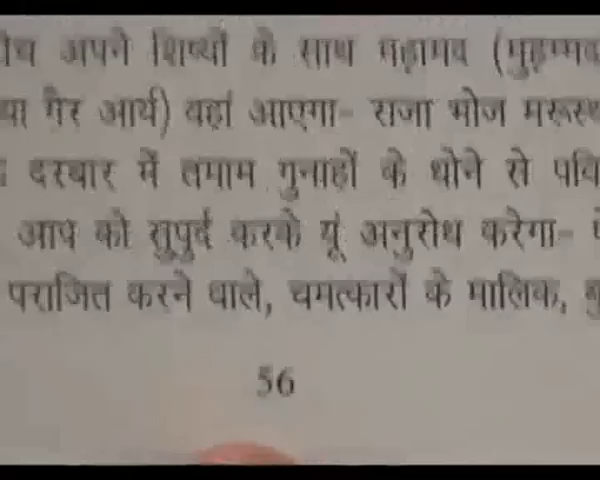 अपने शिष्यों के साथ महामद (मुहम्मद
गैर आर्य) वहां आएगा- राजा भोज मरूस्थ
दरबार में तमाम गुनाहों के धोने से पवि
आप को सुपुर्द करके यूं अनुरोध करेगा-
पराजित करने वाले, चमत्कारों के मालिक,
56